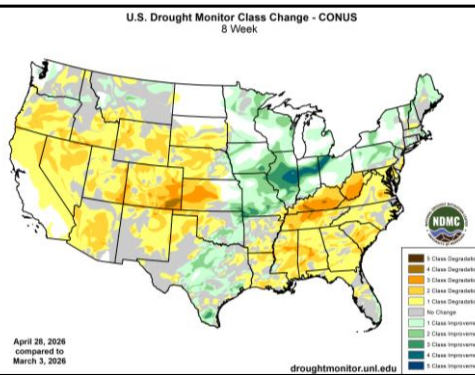 U.S. Drought Monitor Class Change - CONUS
8 Week
NDMC
5 Class Degradatio
4 Class Degradatio
3 Class Degradatio
2 Class Degradatio
1 Class Degradatio
No Change
1 Class Improveme
2 Class Improveme
3 Class Improveme
4 Class Improveme
5 Class Improveme
April 28, 2026
compared to
March 3, 2026
droughtmonitor.unl.edu